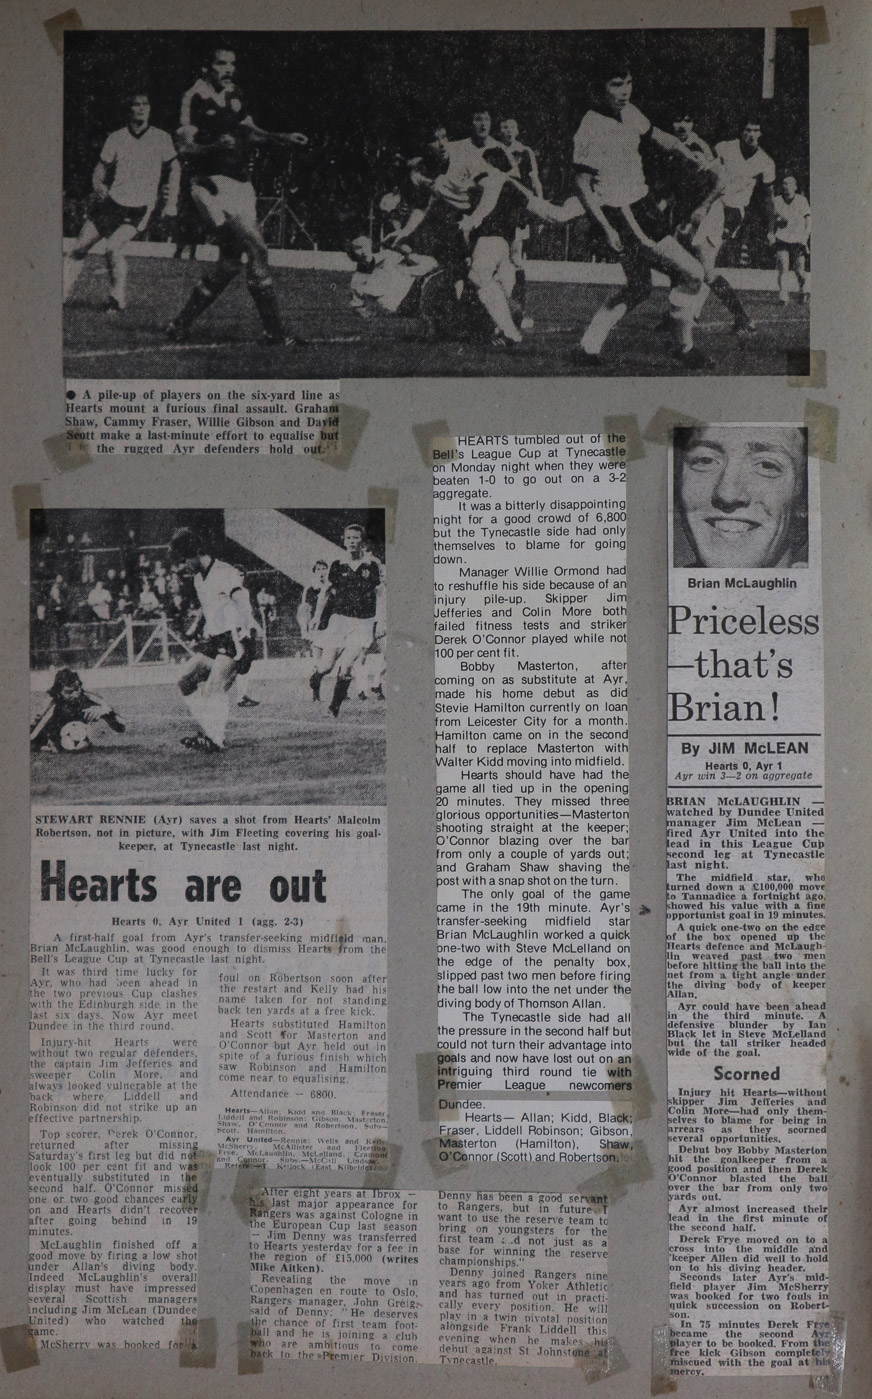 ● A pile-up of players on the six-yard line as
Hearts mount a furious final assault. Graham
Shaw, Cammy Fraser, Willie Gibson and David
Scott make a last-minute effort to equalise but
the rugged Ayr defenders hold out.
STEWART RENNIE (Ayr) saves a shot from Hearts' Malcolm
Robertson, not in picture, with Jim Fleeting covering his goal-
keeper, at Tynecastle last night.
Hearts are out
Hearts 0, Ayr United 1 (agg. 2-3)
A first-half goal from Ayr's transfer-seeking midfield man,
Brian McLaughlin, was good enough to dismiss Hearts from the
Bell's League Cup at Tynecastle last night.
It was third time lucky for
Ayr, who had been ahead in
the two previous Cup clashes
with the Edinburgh side in the
last six days. Now Ayr meet
Dundee in the third round.
Injury-hit Hearts were
without two regular defenders,
the captain Jim Jefferies and
sweeper Colin More, and
always looked vulnerable at the
back where Liddell and
Robinson did not strike up an
effective partnership.
Top scorer, Derek O'Connor,
returned after missing
Saturday's first leg but did not
look 100 per cent fit and was
eventually substituted in the
second half. O'Connor missed
one or two good chances early
on and Hearts didn't recover
after going behind in 19
minutes.
McLaughlin finished off a
good move by firing a low shot
under Allan's diving body.
Indeed McLaughlin's overall
display must have impressed
several Scottish managers
including Jim McLean (Dundee
United) who watched the
game.
McSherry was booked for a
foul on Robertson soon after
the restart and Kelly had his
name taken for not standing
back ten yards at a free kick.
Hearts substituted Hamilton
and Scott for Masterton and
O'Connor but Ayr held out in
spite of a furious finish which
saw Robinson and Hamilton
come near to equalising.
Attendance — 6800.
Hearts—Allan; Kidd and Black; Fraser,
Liddell and Robinson; Gibson, Masterton,
Shaw, O'Connor and Robertson. Subs—
Scott, Hamilton.
Ayr United—Rennie; Wells and Kelly;
McSherry, McAllister and Fleeting;
Frye, McLaughlin, McLelland, Cramond
and Connor. Subs.—McColl, Lindsay.
Referee—T. Kellock (East Kilbride).
HEARTS tumbled out of the
Bell's League Cup at Tynecastle
on Monday night when they were
beaten 1-0 to go out on a 3-2
aggregate.
It was a bitterly disappointing
night for a good crowd of 6,800
but the Tynecastle side had only
themselves to blame for going
down.
Manager Willie Ormond had
to reshuffle his side because of an
injury pile-up. Skipper Jim
Jefferies and Colin More both
failed fitness tests and striker
Derek O'Connor played while not
100 per cent fit.
Bobby Masterton, after
coming on as substitute at Ayr,
made his home debut as did
Stevie Hamilton currently on loan
from Leicester City for a month.
Hamilton came on in the second
half to replace Masterton with
Walter Kidd moving into midfield.
Hearts should have had the
game all tied up in the opening
20 minutes. They missed three
glorious opportunities—Masterton
shooting straight at the keeper;
O'Connor blazing over the bar
from only a couple of yards out;
and Graham Shaw shaving the
post with a snap shot on the turn.
The only goal of the game
came in the 19th minute. Ayr's
transfer-seeking midfield star
Brian McLaughlin worked a quick
one-two with Steve McLelland on
the edge of the penalty box,
slipped past two men before firing
the ball low into the net under the
diving body of Thomson Allan.
The Tynecastle side had all
the pressure in the second half but
could not turn their advantage into
goals and now have lost out on an
intriguing third round tie with
Premier League newcomers
Dundee.
Hearts— Allan; Kidd, Black;
Fraser, Liddell Robinson; Gibson,
Masterton (Hamilton), Shaw,
O'Connor (Scott) and Robertson.
After eight years at Ibrox —
his last major appearance for
Rangers was against Cologne in
the European Cup last season
— Jim Denny was transferred
to Hearts yesterday for a fee in
the region of £15,000 (writes
Mike Aitken).
Revealing the move in
Copenhagen en route to Oslo,
Rangers manager, John Greig,
said of Denny: "He deserves
the chance of first team foot-
ball and he is joining a club
who are ambitious to come
back to the Premier Division.
Denny has been a good servant
to Rangers, but in future I
want to use the reserve team to
bring on youngsters for the
first team and not just as a
base for winning the reserve
championships."
Denny joined Rangers nine
years ago from Yoker Athletic
and has turned out in practi-
cally every position. He will
play in a twin pivotal position
alongside Frank Liddell this
evening when he makes his
debut against St Johnstone at
Tynecastle.
Brian McLaughlin
Priceless
—that's
Brian!
By JIM McLEAN
Hearts 0, Ayr 1
Ayr win 3—2 on aggregate
BRIAN McLAUGHLIN —
watched by Dundee United
manager Jim McLean —
fired Ayr United into the
lead in this League Cup
second leg at Tynecastle
last night.
The midfield star, who
turned down a £100,000 move
to Tannadice a fortnight ago,
showed his value with a fine
opportunist goal in 19 minutes.
A quick one-two on the edge
of the box opened up the
Hearts defence and McLaugh-
lin weaved past two men
before hitting the ball into the
net from a tight angle under
the diving body of keeper
Allan.
Ayr could have been ahead
in the third minute. A
defensive blunder by Ian
Black let in Steve McLelland
but the tall striker headed
wide of the goal.
Scorned
Injury hit Hearts—without
skipper Jim Jefferies and
Colin More—had only them-
selves to blame for being in
arrears as they scorned
several opportunities.
Debut boy Bobby Masterton
hit the goalkeeper from a
good position and then Derek
O'Connor blasted the ball
over the bar from only two
yards out.
Ayr almost increased their
lead in the first minute of
the second half.
Derek Frye moved on to a
cross into the middle and
'keeper Allen did well to hold
on to his diving header.
Seconds later Ayr's mid-
field player Jim McSherry
was booked for two fouls in
quick succession on Robert-
son.
In 75 minutes Derek Frye
became the second Ayr
player to be booked. From the
free kick Gibson completely
miscued with the goal at his
mercy.